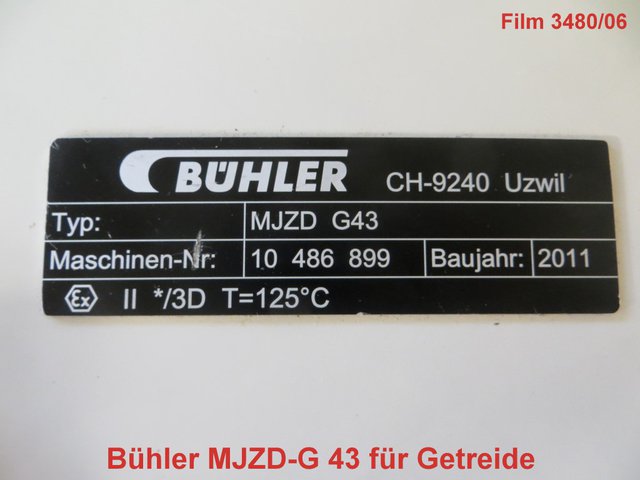 Film 3480/06
BÜHLER CH-9240 Uzwil
Typ: MJZD G43
Maschinen-Nr: 10 486 899 Baujahr: 2011
Ex II */3D T=125°C
Bühler MJZD-G 43 für Getreide